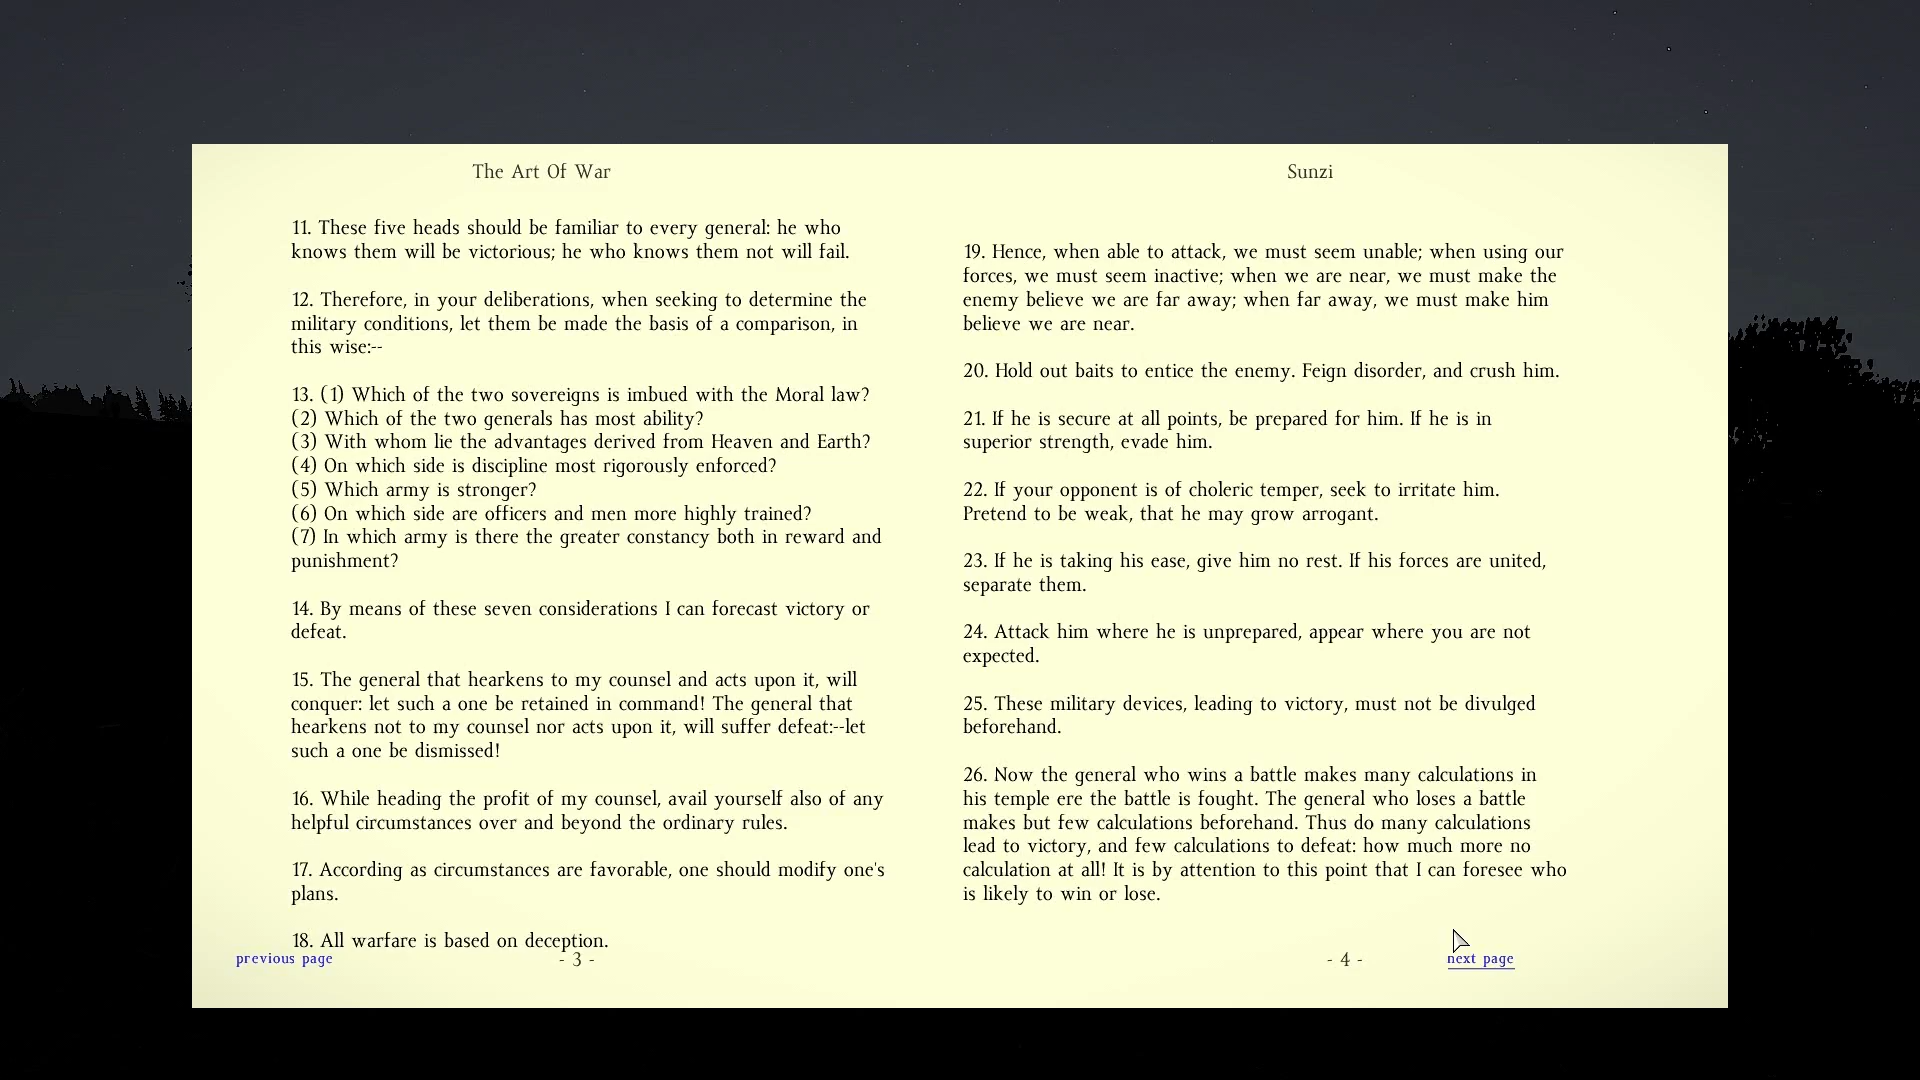 The Art Of War
11. These five heads should be familiar to every general: he who
knows them will be victorious; he who knows them not will fail.
12. Therefore, in your deliberations, when seeking to determine the
military conditions, let them be made the basis of a comparison, in
this wise:--
13. (1) Which of the two sovereigns is imbued with the Moral law?
(2) Which of the two generals has most ability?
(3) With whom lie the advantages derived from Heaven and Earth?
(4) On which side is discipline most rigorously enforced?
(5) Which army is stronger?
(6) On which side are officers and men more highly trained?
(7) In which army is there the greater constancy both in reward and
punishment?
14. By means of these seven considerations I can forecast victory or
defeat.
15. The general that hearkens to my counsel and acts upon it, will
conquer: let such a one be retained in command! The general that
hearkens not to my counsel nor acts upon it, will suffer defeat:--let
such a one be dismissed!
16. While heading the profit of my counsel, avail yourself also of any
helpful circumstances over and beyond the ordinary rules.
17. According as circumstances are favorable, one should modify one's
plans.
18. All warfare is based on deception.
previous page
- 3 -
Sunzi
19. Hence, when able to attack, we must seem unable; when using our
forces, we must seem inactive; when we are near, we must make the
enemy believe we are far away; when far away, we must make him
believe we are near.
20. Hold out baits to entice the enemy. Feign disorder, and crush him.
21. If he is secure at all points, be prepared for him. If he is in
superior strength, evade him.
22. If your opponent is of choleric temper, seek to irritate him.
Pretend to be weak, that he may grow arrogant.
23. If he is taking his ease, give him no rest. If his forces are united,
separate them.
24. Attack him where he is unprepared, appear where you are not
expected.
25. These military devices, leading to victory, must not be divulged
beforehand.
26. Now the general who wins a battle makes many calculations in
his temple ere the battle is fought. The general who loses a battle
makes but few calculations beforehand. Thus do many calculations
lead to victory, and few calculations to defeat: how much more no
calculation at all! It is by attention to this point that I can foresee who
is likely to win or lose.
- 4 -
next page